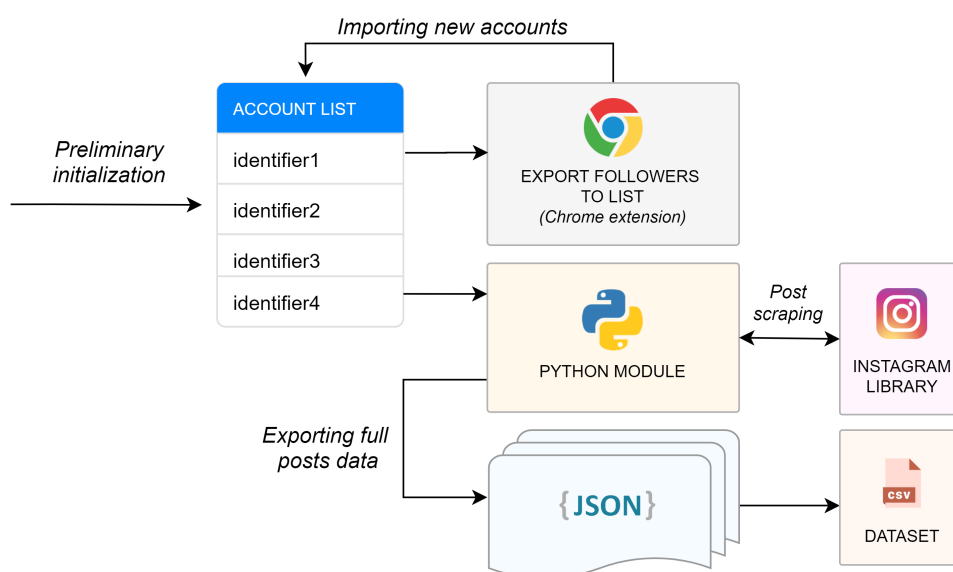 Importing new accounts
ACCOUNT LIST
Preliminary
initialization
identifier1
identifier2
identifier3
identifier4
EXPORT FOLLOWERS
TO LIST
(Chrome extension)
PYTHON MODULE
Post
scraping
INSTAGRAM
LIBRARY
Exporting full
posts data
{JSON}
CSV
DATASET